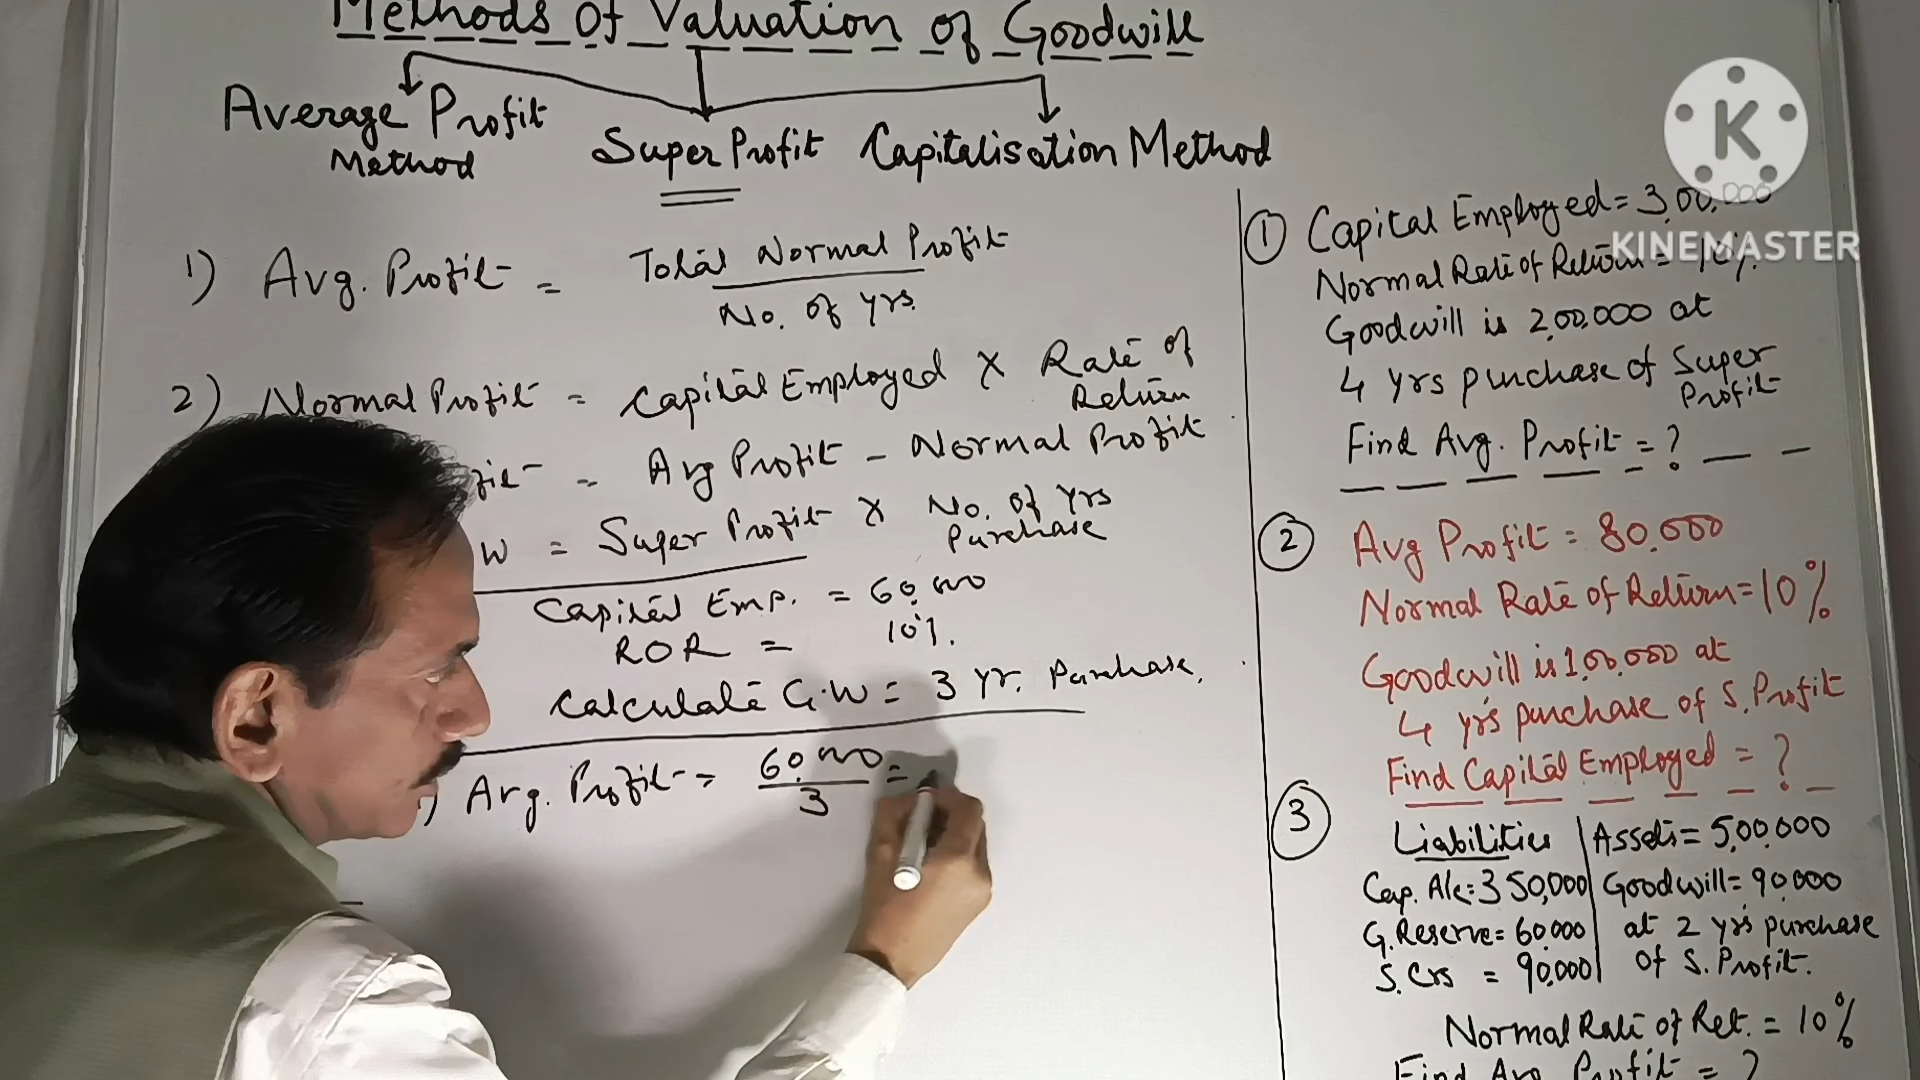 Methods Of Valuation of Goodwill
Average Profit
Method
Super Profit
Capitalisation Method
1) Avg. Profit = Total Normal Profit
No. of yrs.
2) Normal Profit = Capital Employed X Rate of
Return
= Avg Profit - Normal Profit
W = Super Profit X No. of Yrs
Purchase
Capital Emp. = 60,000
ROR = 10%.
Calculate G.W = 3 Yr. Purchase.
) Avg. Profit = 60,000 =
3
K
KINEMASTER
① Capital Employed = 3,00,000
Normal Rate of Return = 10%.
Goodwill is 2,00,000 at
4 yrs purchase of Super
Profit
Find Avg. Profit = ?
② Avg Profit = 80,000
Normal Rate of Return = 10%
Goodwill is 1,00,000 at
4 yrs purchase of S. Profit
Find Capital Employed = ?
③ Liabilities
Cap. A/c = 3 50,000
G. Reserve = 60,000
S. Crs = 90,000
Assets = 5,00,000
Goodwill = 90,000
at 2 yrs purchase
of S. Profit.
Normal Rate of Ret. = 10%
Find Avg Profit = ?